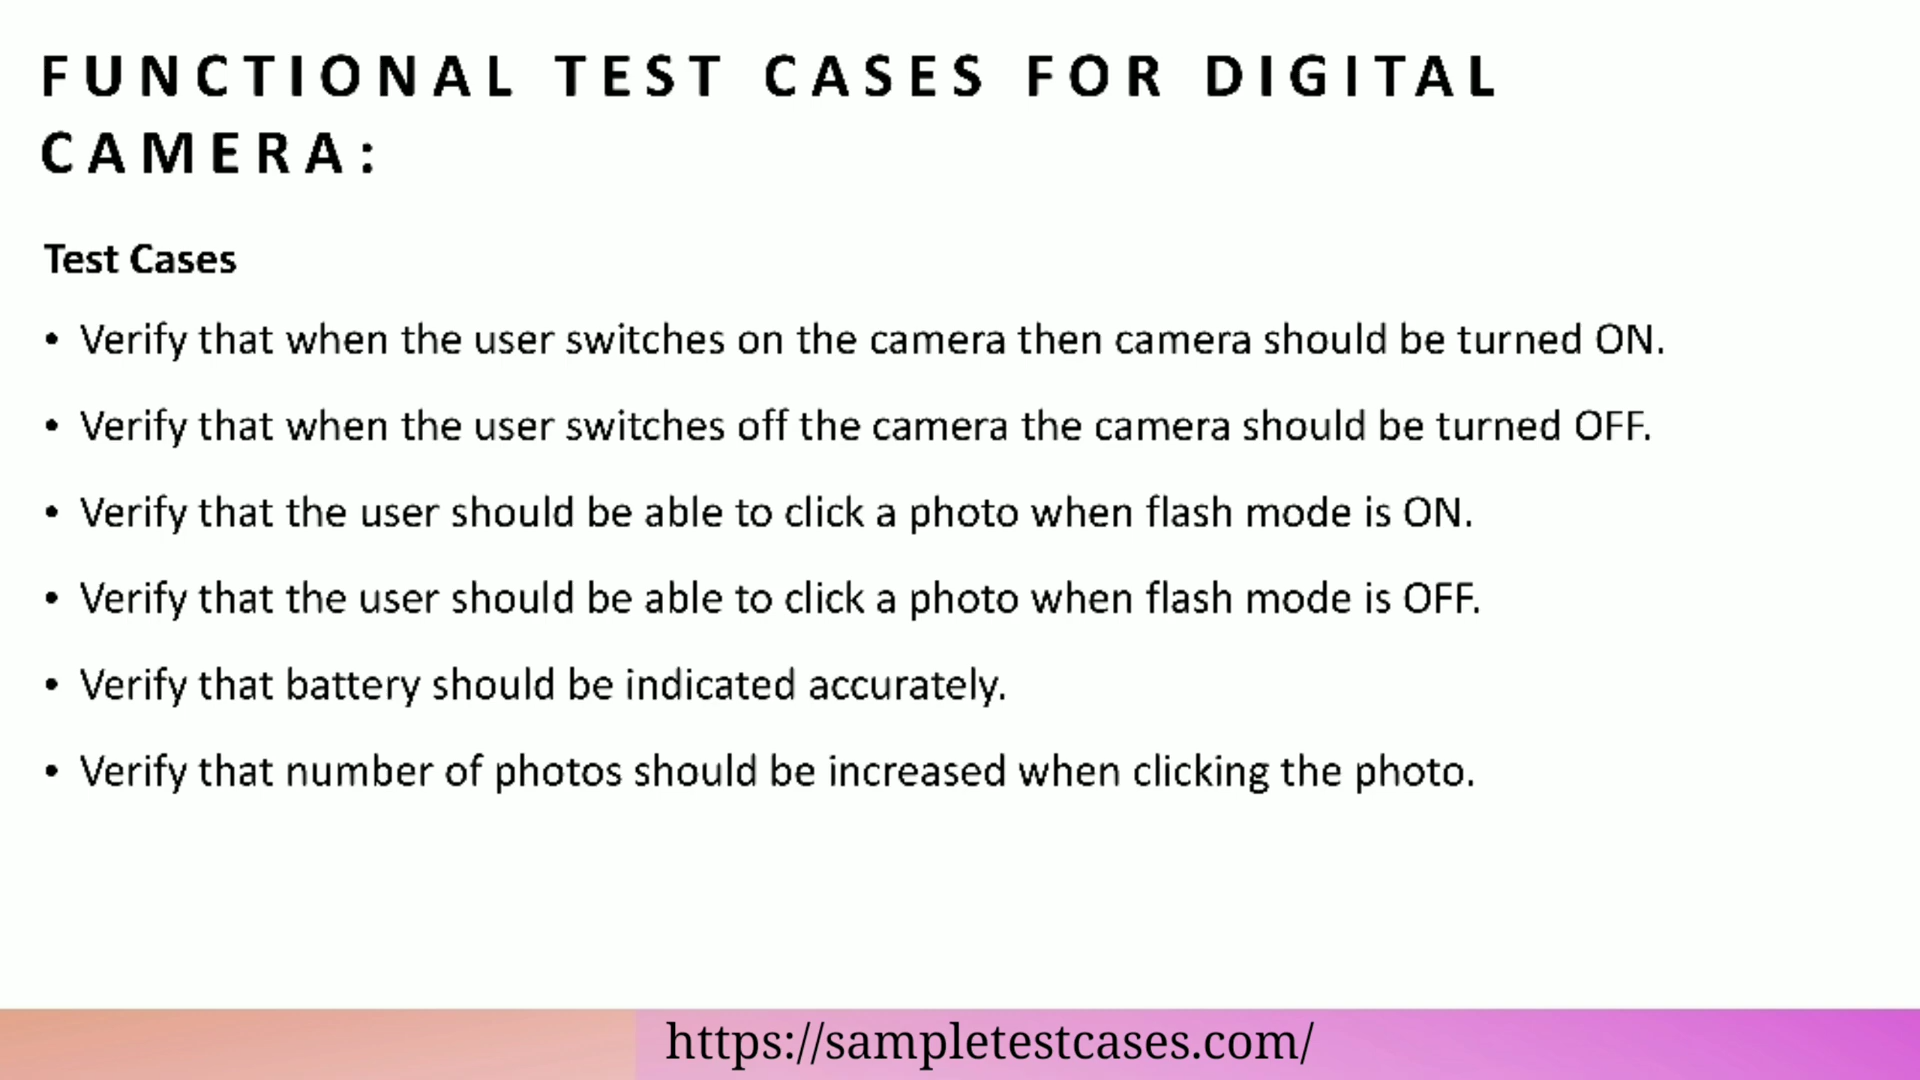 FUNCTIONAL TEST CASES FOR DIGITAL
CAMERA:
Test Cases
• Verify that when the user switches on the camera then camera should be turned ON.
• Verify that when the user switches off the camera the camera should be turned OFF.
• Verify that the user should be able to click a photo when flash mode is ON.
• Verify that the user should be able to click a photo when flash mode is OFF.
• Verify that battery should be indicated accurately.
• Verify that number of photos should be increased when clicking the photo.
https://sampletestcases.com/